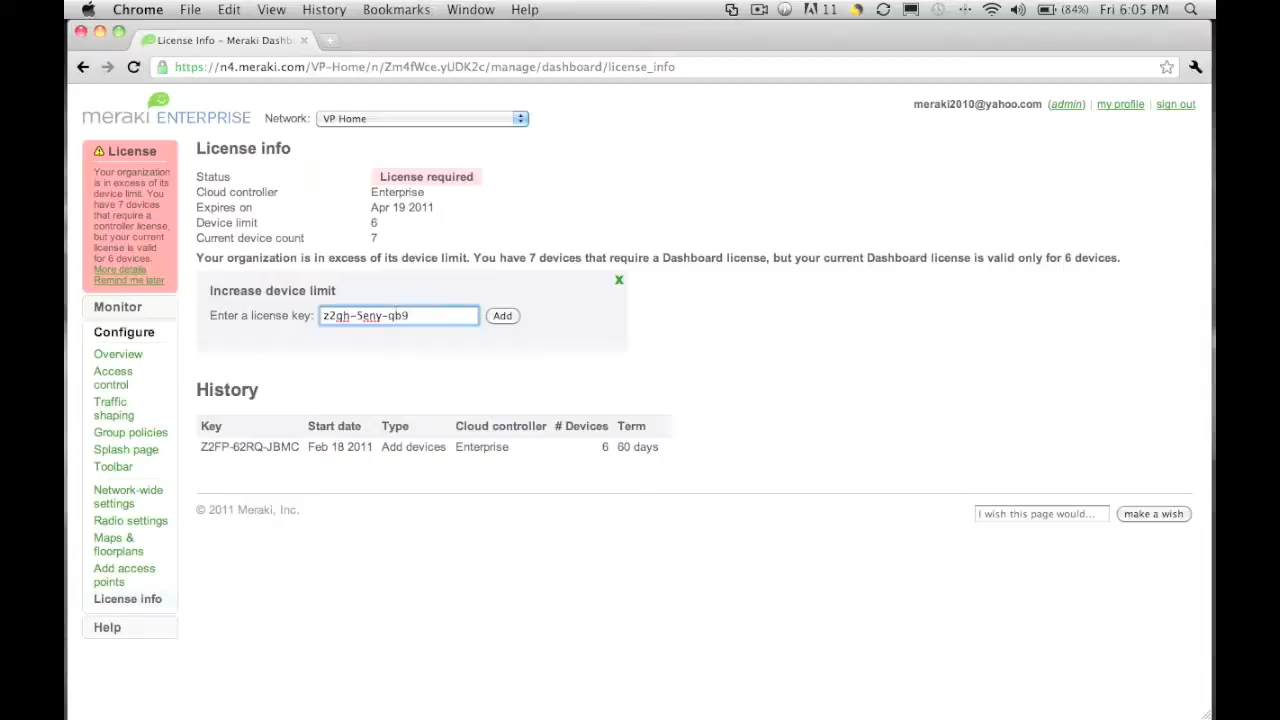 Chrome File Edit View History Bookmarks Window Help 11 (84%) Fri 6:05 PM
License Info – Meraki Dashb
https://n4.meraki.com/VP-Home/n/Zm4fWce.yUDK2c/manage/dashboard/license_info
meraki ENTERPRISE Network: VP Home
meraki2010@yahoo.com (admin) | my profile | sign out
License
Your organization
is in excess of its
device limit. You
have 7 devices
that require a
controller license,
but your current
license is valid
for 6 devices.
More details
Remind me later
Monitor
Configure
Overview
Access
control
Traffic
shaping
Group policies
Splash page
Toolbar
Network-wide
settings
Radio settings
Maps &
floorplans
Add access
points
License info
Help
License info
Status License required
Cloud controller Enterprise
Expires on Apr 19 2011
Device limit 6
Current device count 7
Your organization is in excess of its device limit. You have 7 devices that require a Dashboard license, but your current Dashboard license is valid only for 6 devices.
Increase device limit X
Enter a license key: z2gh-5eny-qb9 Add
History
Key Start date Type Cloud controller # Devices Term
Z2FP-62RQ-JBMC Feb 18 2011 Add devices Enterprise 6 60 days
© 2011 Meraki, Inc.
I wish this page would... make a wish